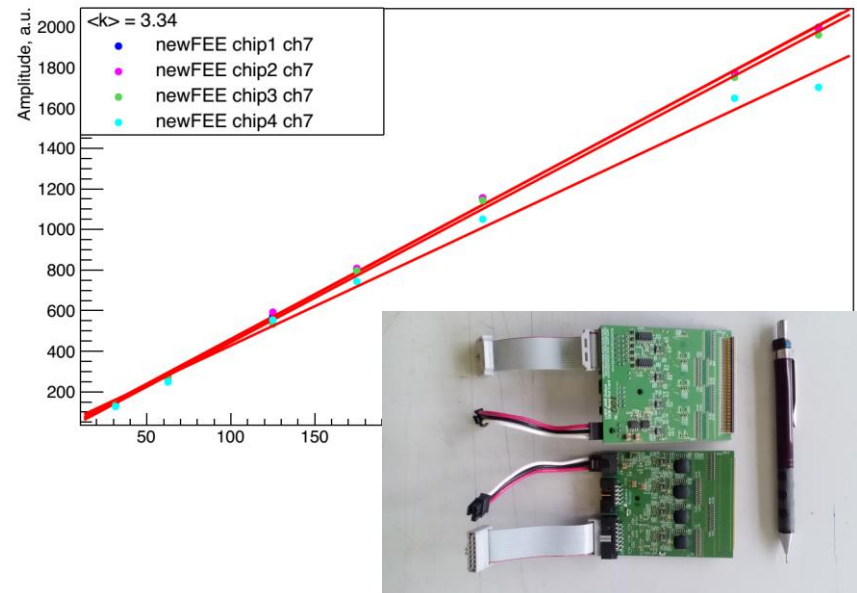 <k> = 3.34
newFEE chip1 ch7
newFEE chip2 ch7
newFEE chip3 ch7
newFEE chip4 ch7
Amplitude, a.u.
2000
1800
1600
1400
1200
1000
800
600
400
200
50
100
150